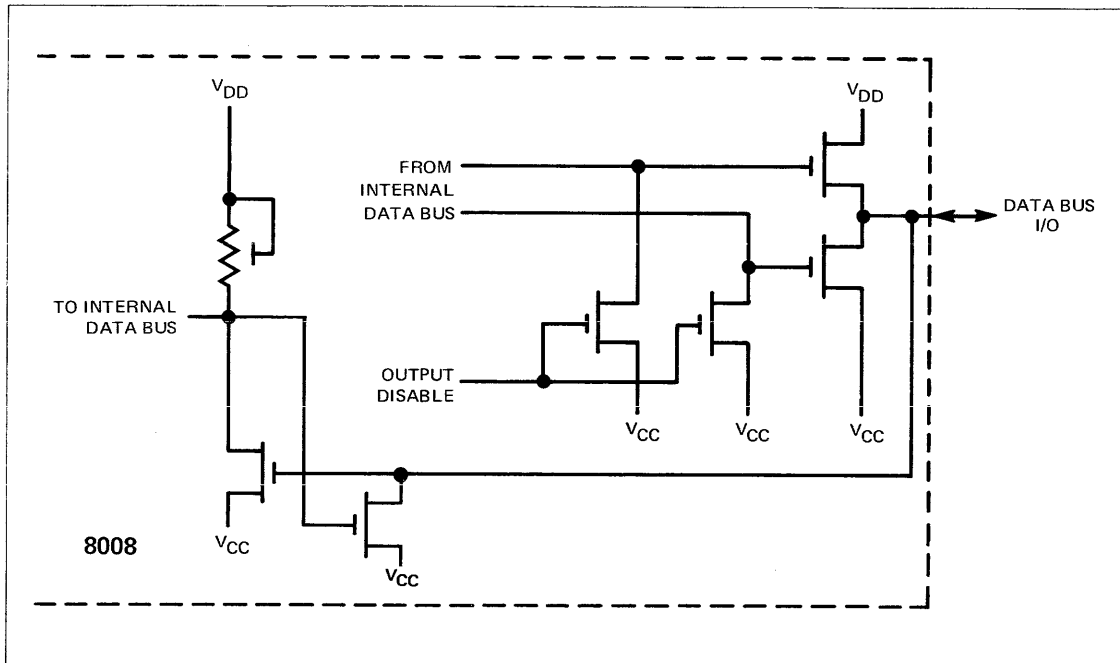 VDD
VDD
FROM
INTERNAL
DATA BUS
DATA BUS
I/O
TO INTERNAL
DATA BUS
OUTPUT
DISABLE
VCC
VCC
VCC
VCC
VCC
8008